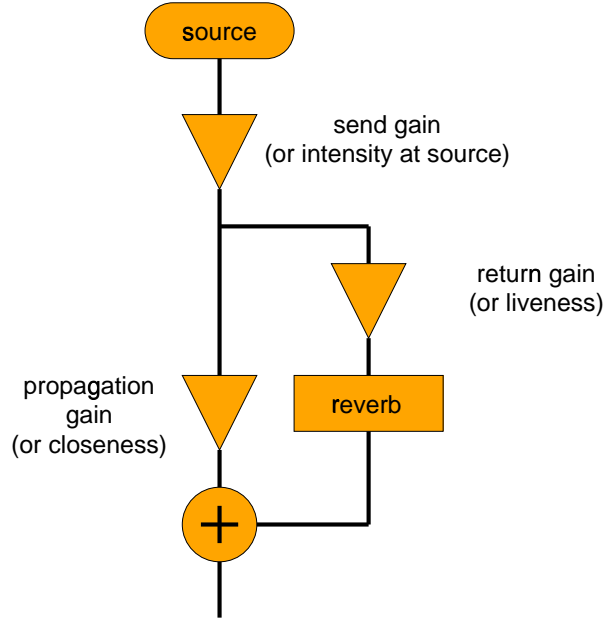 source
send gain
(or intensity at source)
return gain
(or liveness)
propagation
gain
(or closeness)
reverb
+